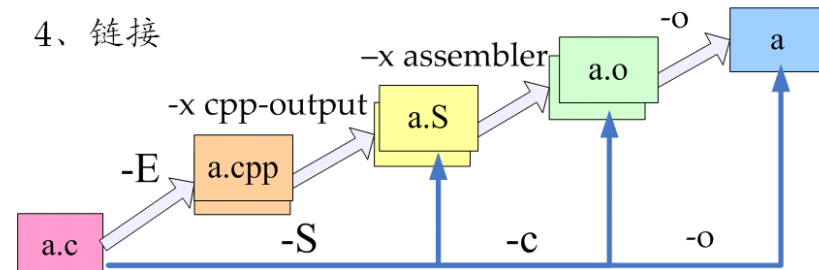 4、链接
-o
a
–x assembler
a.o
-x cpp-output
a.S
-E
a.cpp
a.c
-S
-c
-o